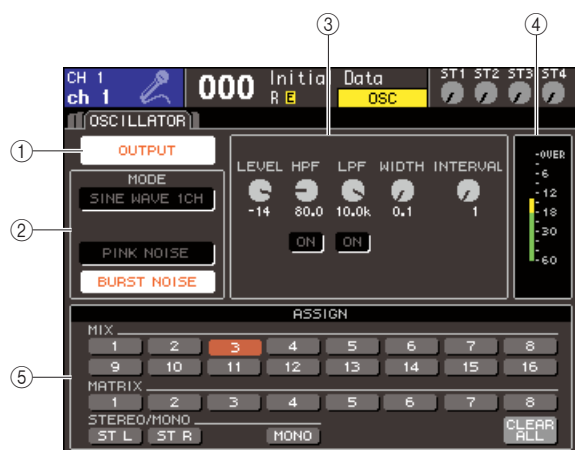 ③ ④
CH 1
ch 1
000 Initia Data
R E OSC
ST1 ST2 ST3 ST4
OSCILLATOR
① OUTPUT
② MODE
SINE WAVE 1CH
PINK NOISE
BURST NOISE
LEVEL HPF LPF WIDTH INTERVAL
-14 80.0 10.0k 0.1 1
ON ON
-OVER
-6
-12
-18
-30
-60
⑤ ASSIGN
MIX
1 2 3 4 5 6 7 8
9 10 11 12 13 14 15 16
MATRIX
1 2 3 4 5 6 7 8
STEREO/MONO
ST L ST R MONO
CLEAR
ALL